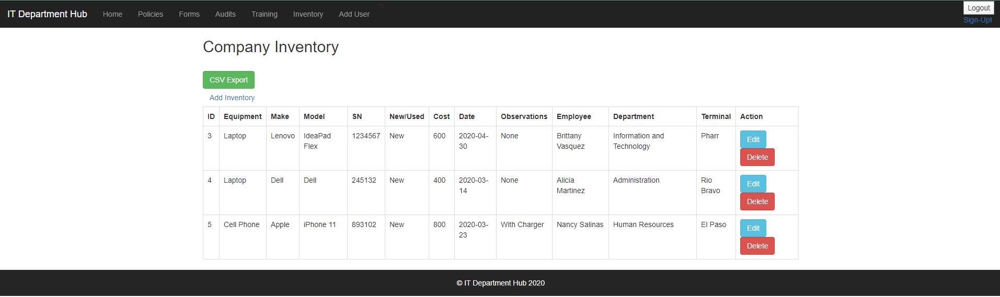 IT Department Hub Home Policies Forms Audits Training Inventory Add User ?> Logout
Sign-Up!
Company Inventory
CSV Export
Add Inventory
ID Equipment Make Model SN New/Used Cost Date Observations Employee Department Terminal Action
3 Laptop Lenovo IdeaPad 1234567 New 600 2020-04- None Brittany Information and Pharr Edit
Flex 30 Vasquez Technology
Delete
4 Laptop Dell Dell 245132 New 400 2020-03- None Alicia Administration Rio Edit
14 Martinez Bravo
Delete
5 Cell Phone Apple iPhone 11 893102 New 800 2020-03- With Charger Nancy Salinas Human Resources El Paso Edit
23
Delete
© IT Department Hub 2020